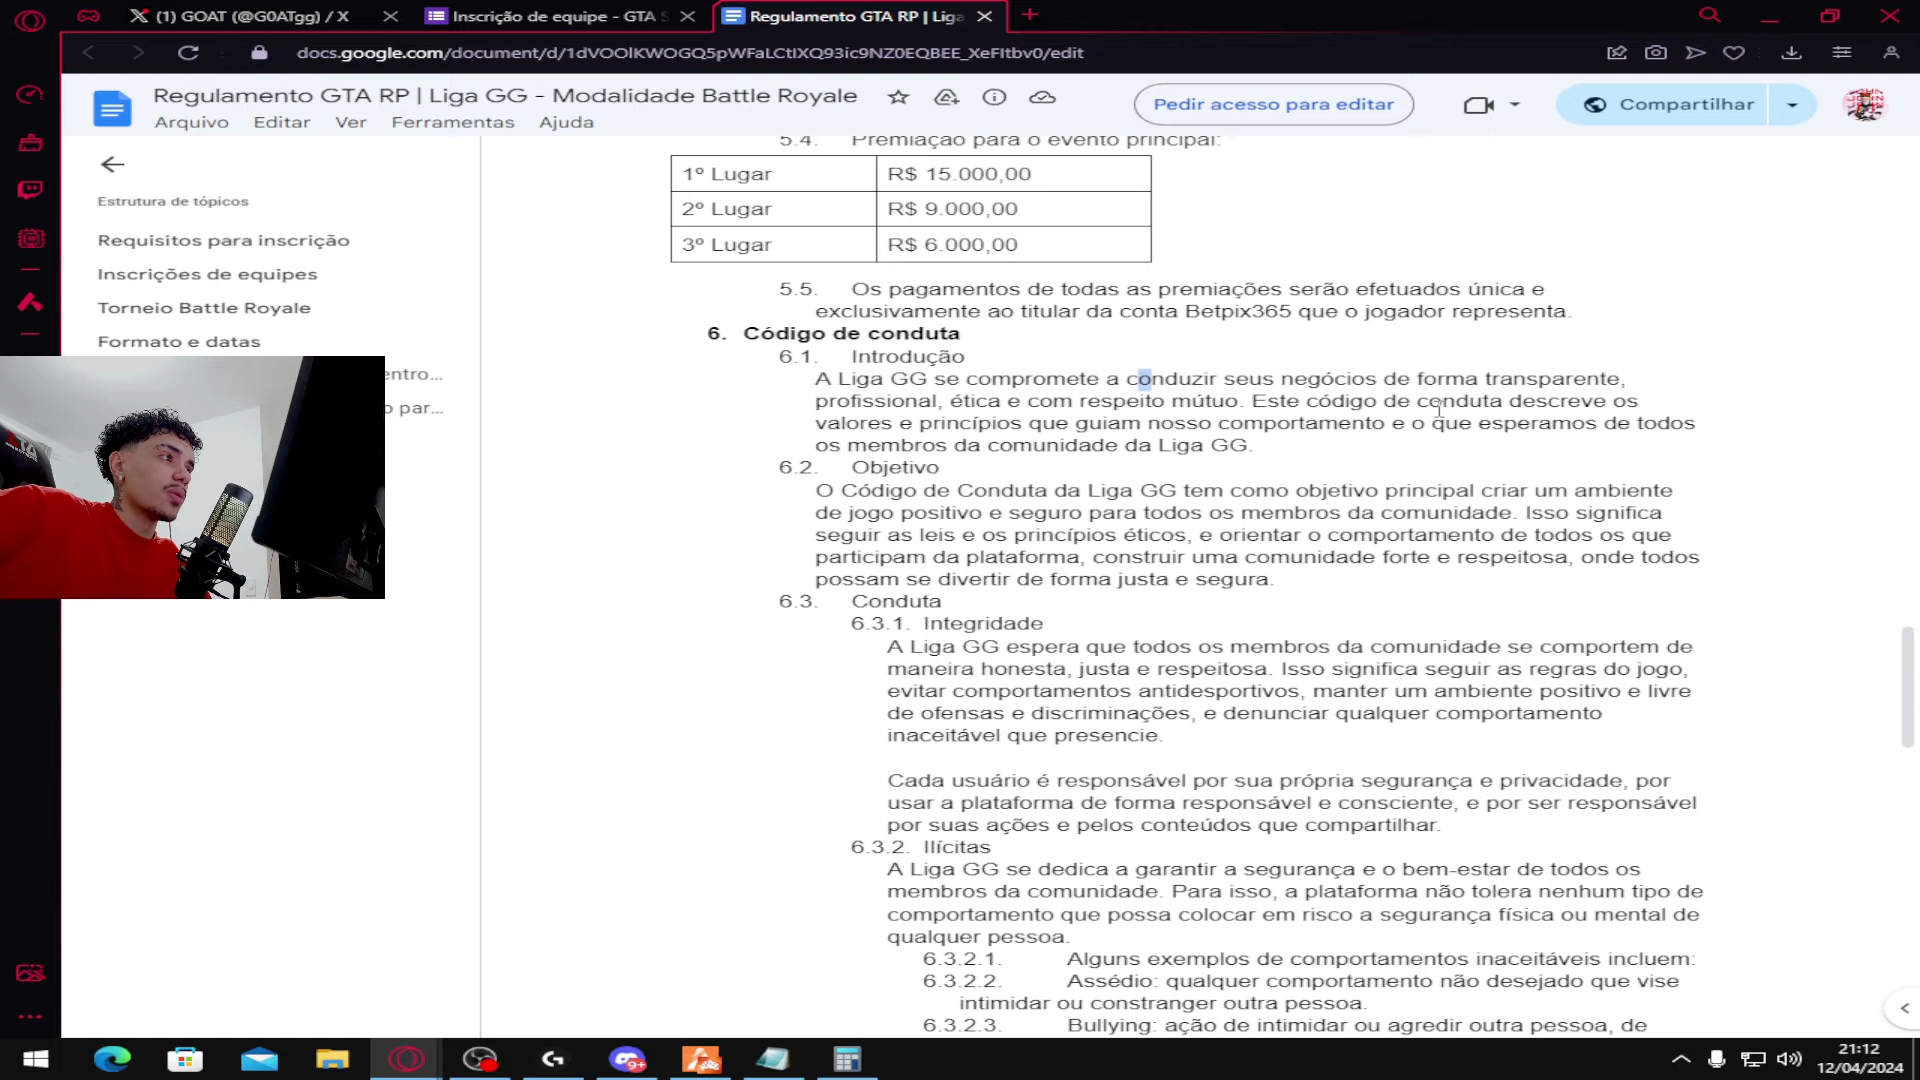 (1) GOAT (@G0ATgg) / X
Inscrição de equipe - GTA
Regulamento GTA RP | Liga
docs.google.com/document/d/1dVOOlKWOGQ5pWFaLCtIXQ93ic9NZ0EQBEE_XeFItbv0/edit
Regulamento GTA RP | Liga GG - Modalidade Battle Royale
Pedir acesso para editar
Compartilhar
Arquivo Editar Ver Ferramentas Ajuda
Estrutura de tópicos
Requisitos para inscrição
Inscrições de equipes
Torneio Battle Royale
Formato e datas
entro...
o par...
5.4. Premiação para o evento principal:
1º Lugar R$ 15.000,00
2º Lugar R$ 9.000,00
3º Lugar R$ 6.000,00
5.5. Os pagamentos de todas as premiações serão efetuados única e
exclusivamente ao titular da conta Betpix365 que o jogador representa.
6. Código de conduta
6.1. Introdução
A Liga GG se compromete a conduzir seus negócios de forma transparente,
profissional, ética e com respeito mútuo. Este código de conduta descreve os
valores e princípios que guiam nosso comportamento e o que esperamos de todos
os membros da comunidade da Liga GG.
6.2. Objetivo
O Código de Conduta da Liga GG tem como objetivo principal criar um ambiente
de jogo positivo e seguro para todos os membros da comunidade. Isso significa
seguir as leis e os princípios éticos, e orientar o comportamento de todos os que
participam da plataforma, construir uma comunidade forte e respeitosa, onde todos
possam se divertir de forma justa e segura.
6.3. Conduta
6.3.1. Integridade
A Liga GG espera que todos os membros da comunidade se comportem de
maneira honesta, justa e respeitosa. Isso significa seguir as regras do jogo,
evitar comportamentos antidesportivos, manter um ambiente positivo e livre
de ofensas e discriminações, e denunciar qualquer comportamento
inaceitável que presencie.
Cada usuário é responsável por sua própria segurança e privacidade, por
usar a plataforma de forma responsável e consciente, e por ser responsável
por suas ações e pelos conteúdos que compartilhar.
6.3.2. Ilícitas
A Liga GG se dedica a garantir a segurança e o bem-estar de todos os
membros da comunidade. Para isso, a plataforma não tolera nenhum tipo de
comportamento que possa colocar em risco a segurança física ou mental de
qualquer pessoa.
6.3.2.1. Alguns exemplos de comportamentos inaceitáveis incluem:
6.3.2.2. Assédio: qualquer comportamento não desejado que vise
intimidar ou constranger outra pessoa.
6.3.2.3. Bullying: ação de intimidar ou agredir outra pessoa, de
9+
21:12
12/04/2024